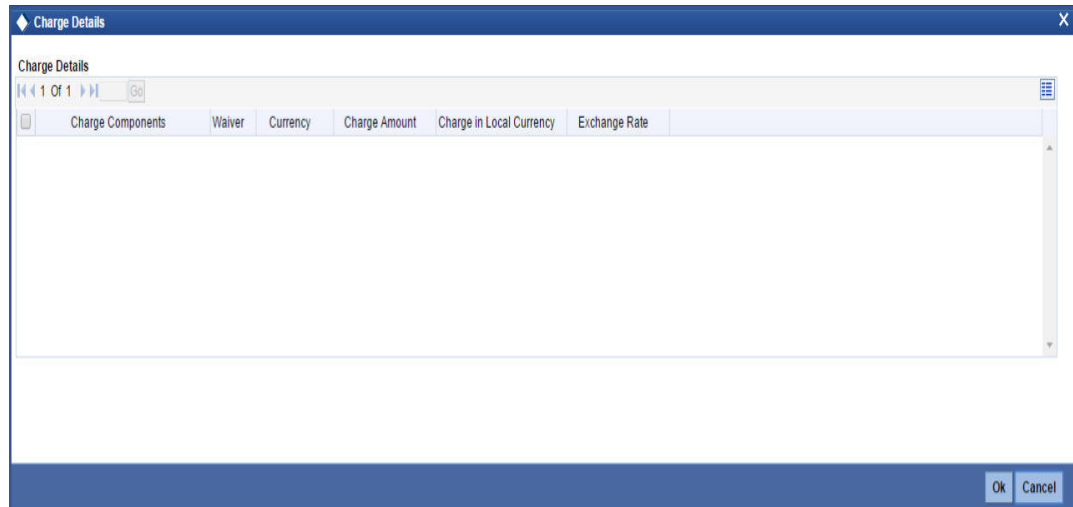 Charge Details X
Charge Details
1 Of 1 Go
Charge Components Waiver Currency Charge Amount Charge in Local Currency Exchange Rate
Ok Cancel